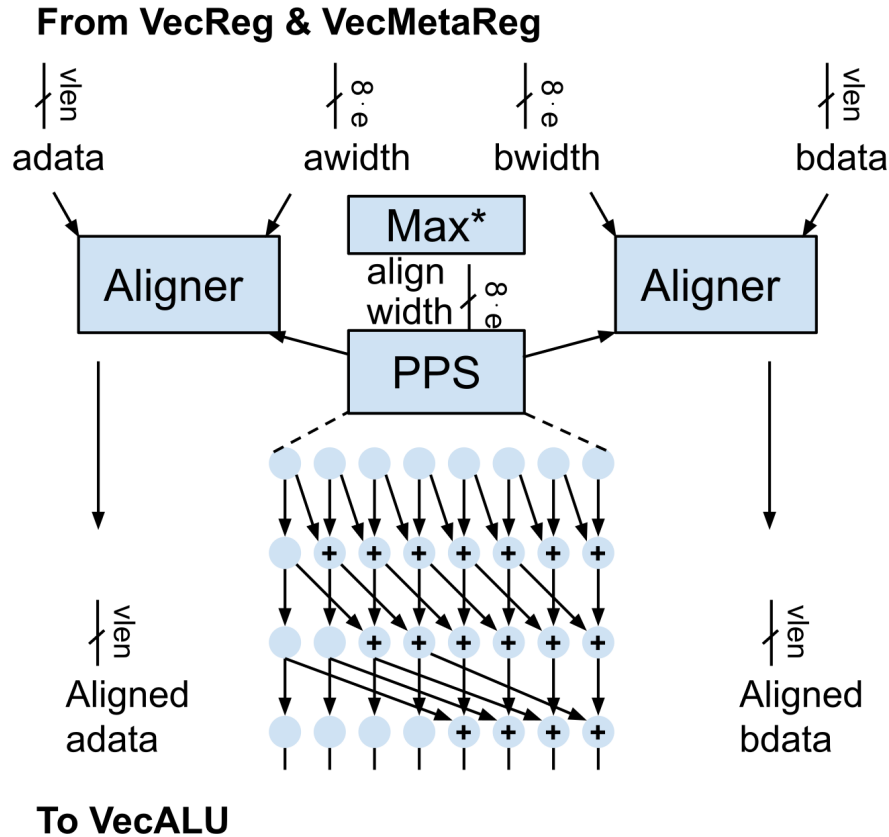 From VecReg & VecMetaReg
vlen
8 · e
8 · e
vlen
adata
awidth
bwidth
bdata
Max*
Aligner
align
width
8 · e
Aligner
PPS
+ + + + + + +
+ + + + + +
vlen
vlen
Aligned
adata
Aligned
bdata
+ + + +
To VecALU